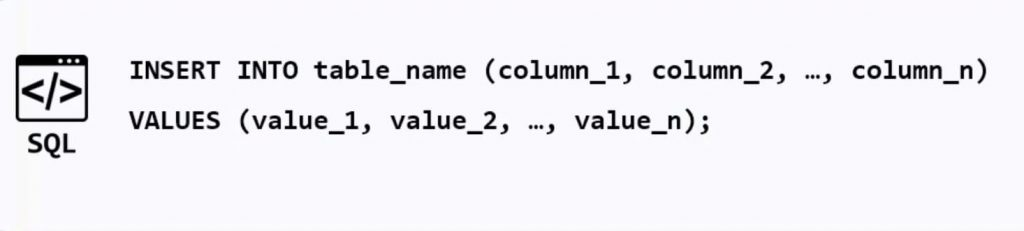 </>
SQL
INSERT INTO table_name (column_1, column_2, …, column_n)
VALUES (value_1, value_2, …, value_n);